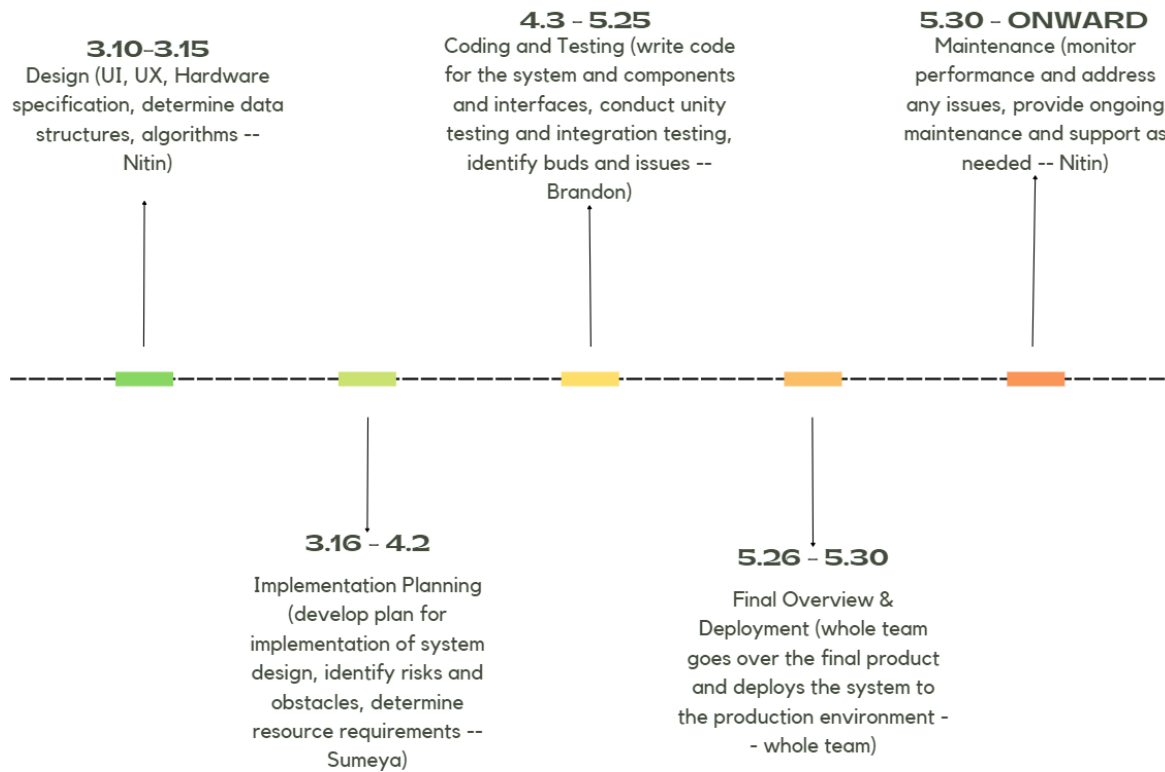 3.10-3.15
Design (UI, UX, Hardware
specification, determine data
structures, algorithms --
Nitin)
4.3 - 5.25
Coding and Testing (write code
for the system and components
and interfaces, conduct unity
testing and integration testing,
identify buds and issues --
Brandon)
5.30 - ONWARD
Maintenance (monitor
performance and address
any issues, provide ongoing
maintenance and support as
needed -- Nitin)
3.16 - 4.2
Implementation Planning
(develop plan for
implementation of system
design, identify risks and
obstacles, determine
resource requirements --
Sumeya)
5.26 - 5.30
Final Overview &
Deployment (whole team
goes over the final product
and deploys the system to
the production environment -
- whole team)